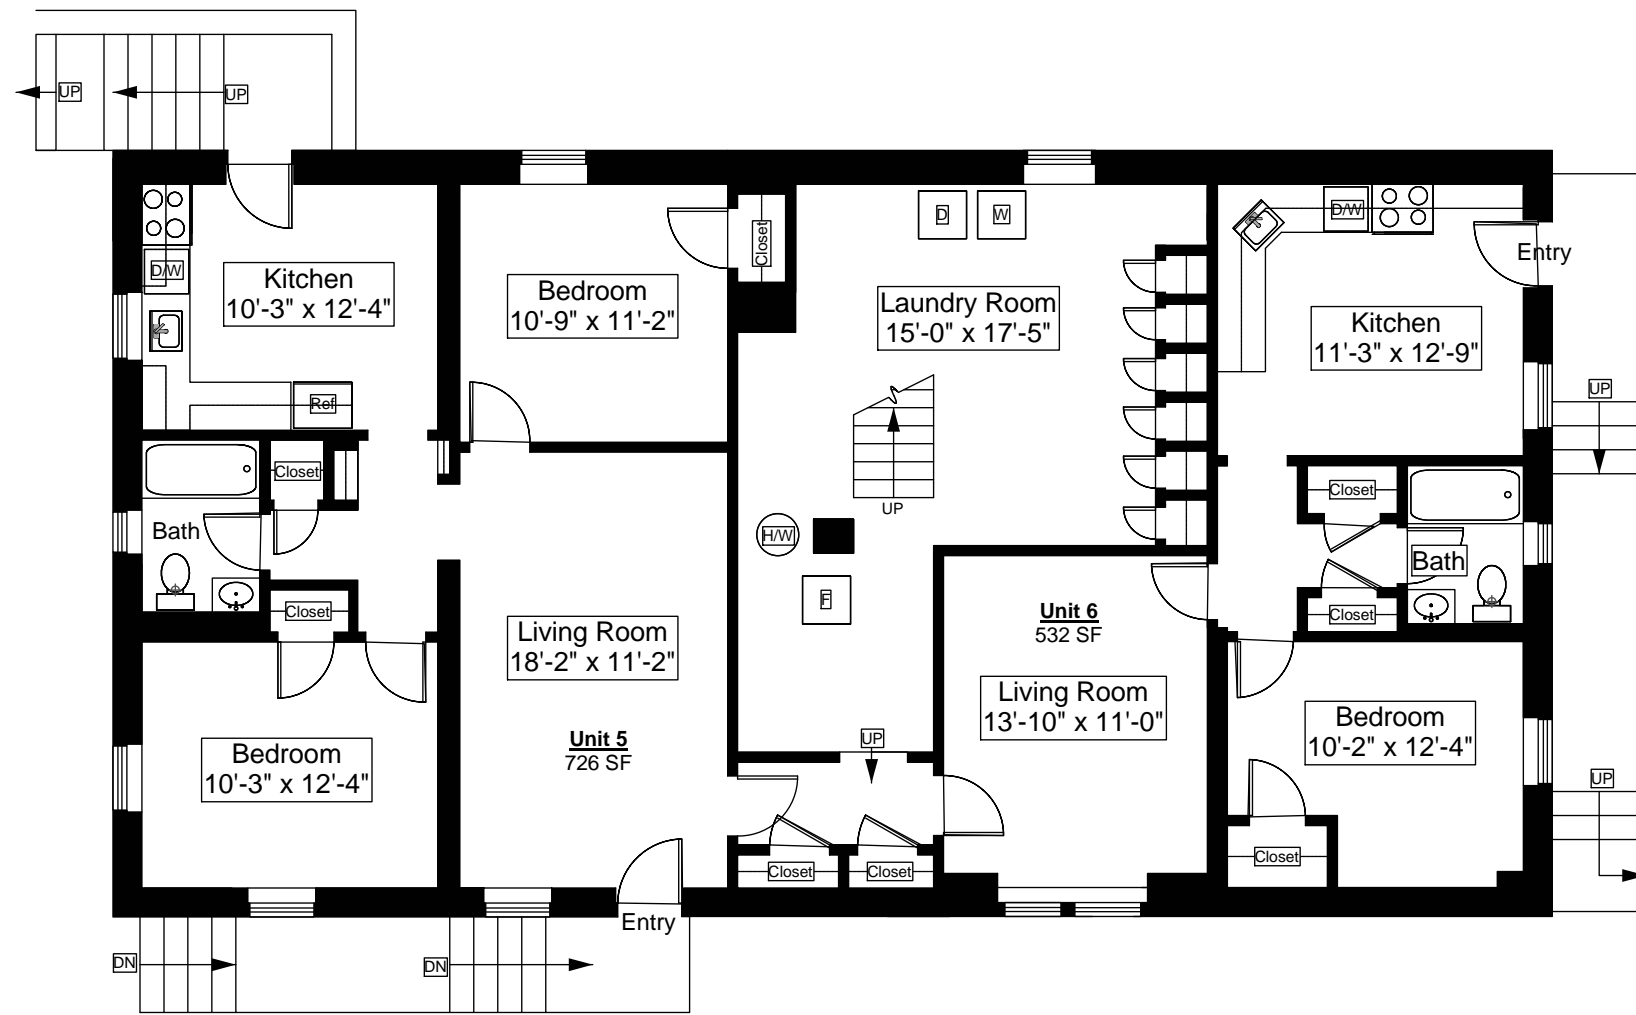 UP
UP
D
W
D/W
Closet
Entry
D/W
Kitchen
10'-3" x 12'-4"
Bedroom
10'-9" x 11'-2"
Laundry Room
15'-0" x 17'-5"
Kitchen
11'-3" x 12'-9"
UP
Ref
Closet
Closet
UP
Bath
H/W
Bath
F
Closet
Closet
Unit 6
532 SF
Living Room
18'-2" x 11'-2"
Living Room
13'-10" x 11'-0"
Bedroom
10'-2" x 12'-4"
Unit 5
726 SF
UP
Bedroom
10'-3" x 12'-4"
UP
Closet
Closet
Closet
Entry
DN
DN